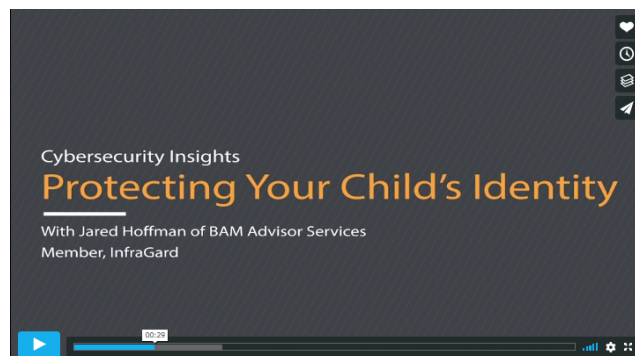 Cybersecurity Insights
Protecting Your Child's Identity
With Jared Hoffman of BAM Advisor Services
Member, InfraGard
00:29